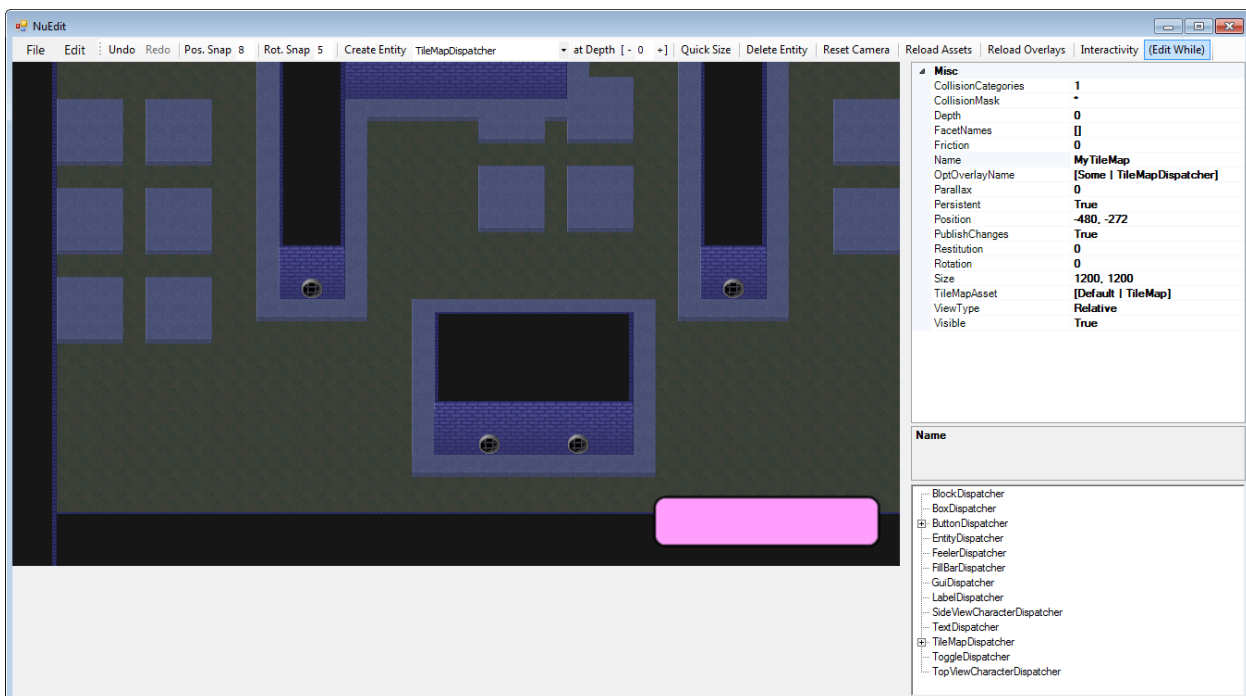 NuEdit
File Edit Undo Redo Pos. Snap 8 Rot. Snap 5 Create Entity TileMapDispatcher at Depth [ - 0 +] Quick Size Delete Entity Reset Camera Reload Assets Reload Overlays Interactivity (Edit While)
Misc
CollisionCategories 1
CollisionMask *
Depth 0
FacetNames []
Friction 0
Name MyTileMap
OptOverlayName [Some | TileMapDispatcher]
Parallax 0
Persistent True
Position -480, -272
PublishChanges True
Restitution 0
Rotation 0
Size 1200, 1200
TileMapAsset [Default | TileMap]
ViewType Relative
Visible True
Name
BlockDispatcher
BoxDispatcher
ButtonDispatcher
EntityDispatcher
FeelerDispatcher
FillBarDispatcher
GuiDispatcher
LabelDispatcher
SideViewCharacterDispatcher
TextDispatcher
TileMapDispatcher
ToggleDispatcher
TopViewCharacterDispatcher